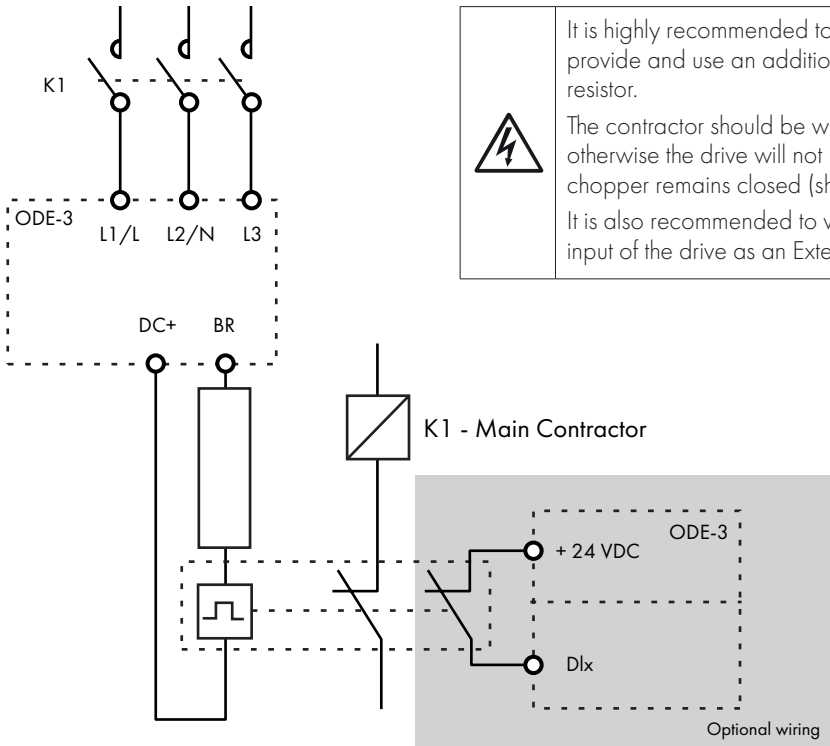 It is highly recommended to
provide and use an additio
resistor.
The contractor should be w
otherwise the drive will not
chopper remains closed (sh
It is also recommended to w
input of the drive as an Exte
K1
ODE-3
L1/L L2/N L3
DC+ BR
K1 - Main Contractor
ODE-3
+ 24 VDC
DIx
Optional wiring